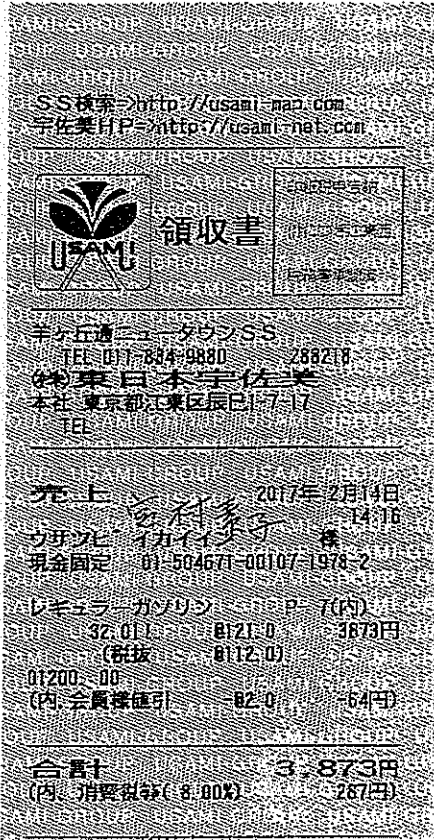 SS検索=>http://usami-map.com
宇佐美HP=>http://usami-net.com
USAMI
領収書
羊ケ丘通ニュータウンSS
TEL 011-884-9880 288218
(株)東日本宇佐美
本社 東京都江東区辰巳1-7-17
TEL
売上 2017年 2月14日
14:16
様
現金固定 01-504671-00107-1978-2
レギュラーガソリン P- 7(内)
32.01L @121.0 3873円
(税抜 @112.0)
01200, 00
(内,会員様値引 @2.0 -64円)
合計 3,873円
(内, 消費税等( 8.00%) 287円)